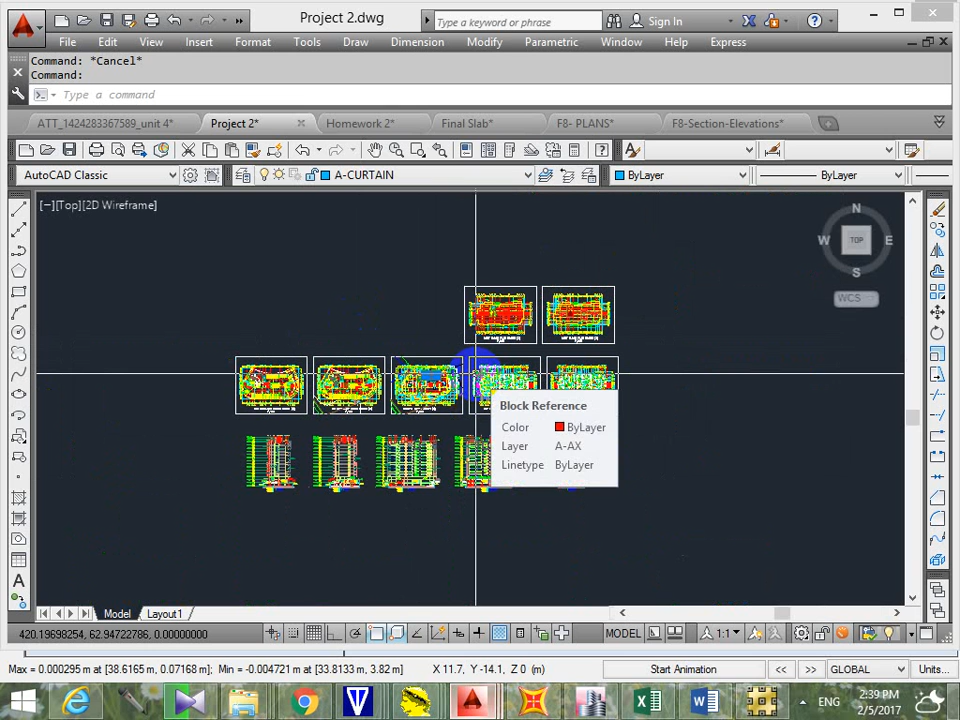 Project 2.dwg
Type a keyword or phrase
Sign In
File Edit View Insert Format Tools Draw Dimension Modify Parametric Window Help Express
Command: *Cancel*
Command:
Type a command
ATT_1424283367589_unit 4* Project 2* Homework 2* Final Slab* F8- PLANS* F8-Section-Elevations*
AutoCAD Classic A-CURTAIN ByLayer ByLayer
[−][Top][2D Wireframe]
N
W TOP E
S
WCS
Block Reference
Color ByLayer
Layer A-AX
Linetype ByLayer
Model Layout1
420.19698254, 62.94722786, 0.00000000 MODEL 1:1
Max = 0.000295 m at [38.6165 m, 0.07168 m]; Min = -0.004721 m at [33.8133 m, 3.82 m] X 11.7, Y -14.1, Z 0 (m) Start Animation << >> GLOBAL Units...
ENG 2:39 PM
2/5/2017